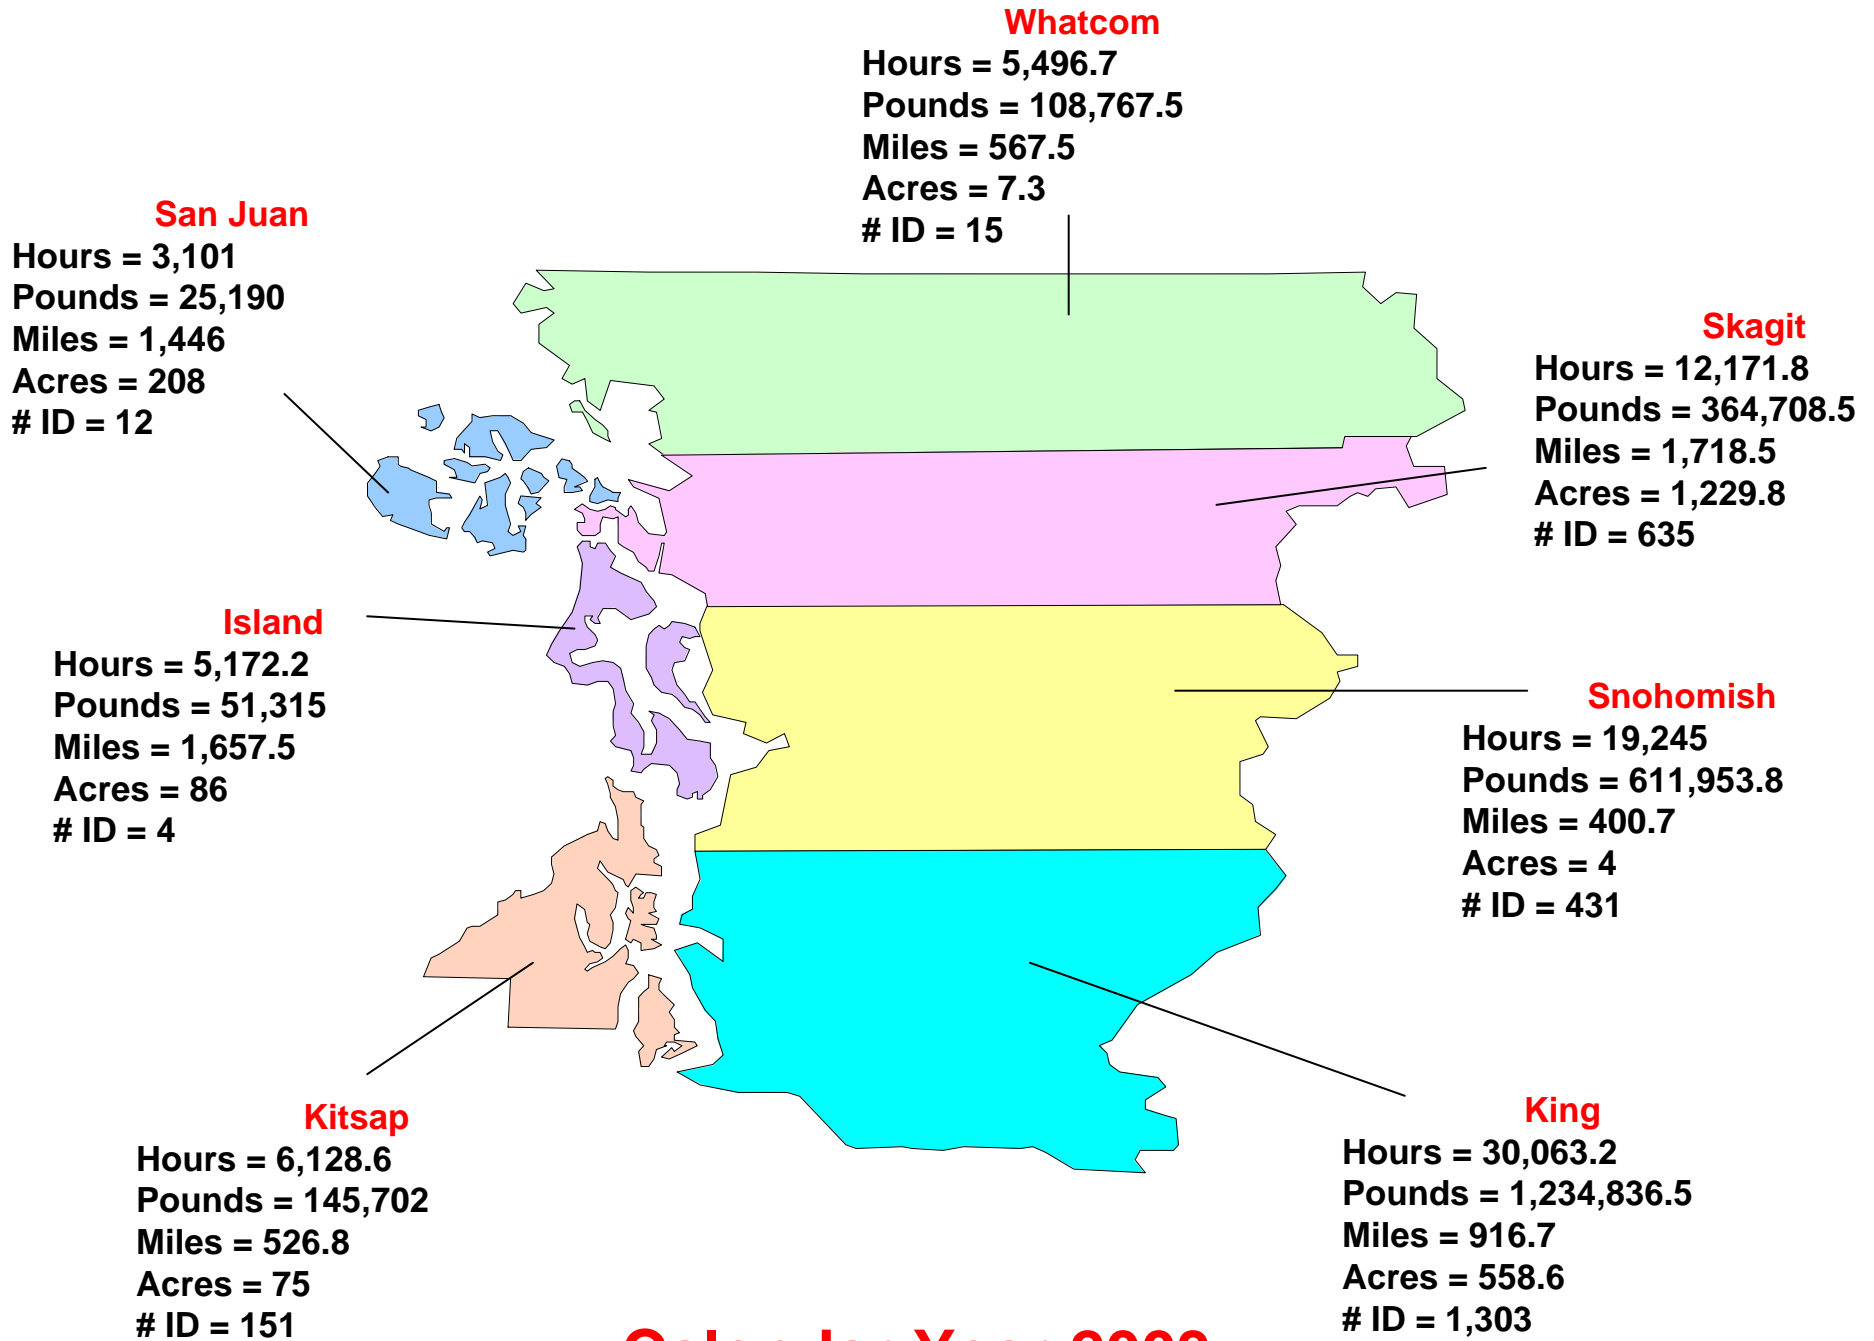 Whatcom
Hours = 5,496.7
Pounds = 108,767.5
Miles = 567.5
Acres = 7.3
# ID = 15
San Juan
Hours = 3,101
Pounds = 25,190
Miles = 1,446
Acres = 208
# ID = 12
Skagit
Hours = 12,171.8
Pounds = 364,708.5
Miles = 1,718.5
Acres = 1,229.8
# ID = 635
Island
Hours = 5,172.2
Pounds = 51,315
Miles = 1,657.5
Acres = 86
# ID = 4
Snohomish
Hours = 19,245
Pounds = 611,953.8
Miles = 400.7
Acres = 4
# ID = 431
Kitsap
Hours = 6,128.6
Pounds = 145,702
Miles = 526.8
Acres = 75
# ID = 151
King
Hours = 30,063.2
Pounds = 1,234,836.5
Miles = 916.7
Acres = 558.6
# ID = 1,303
Calendar Year